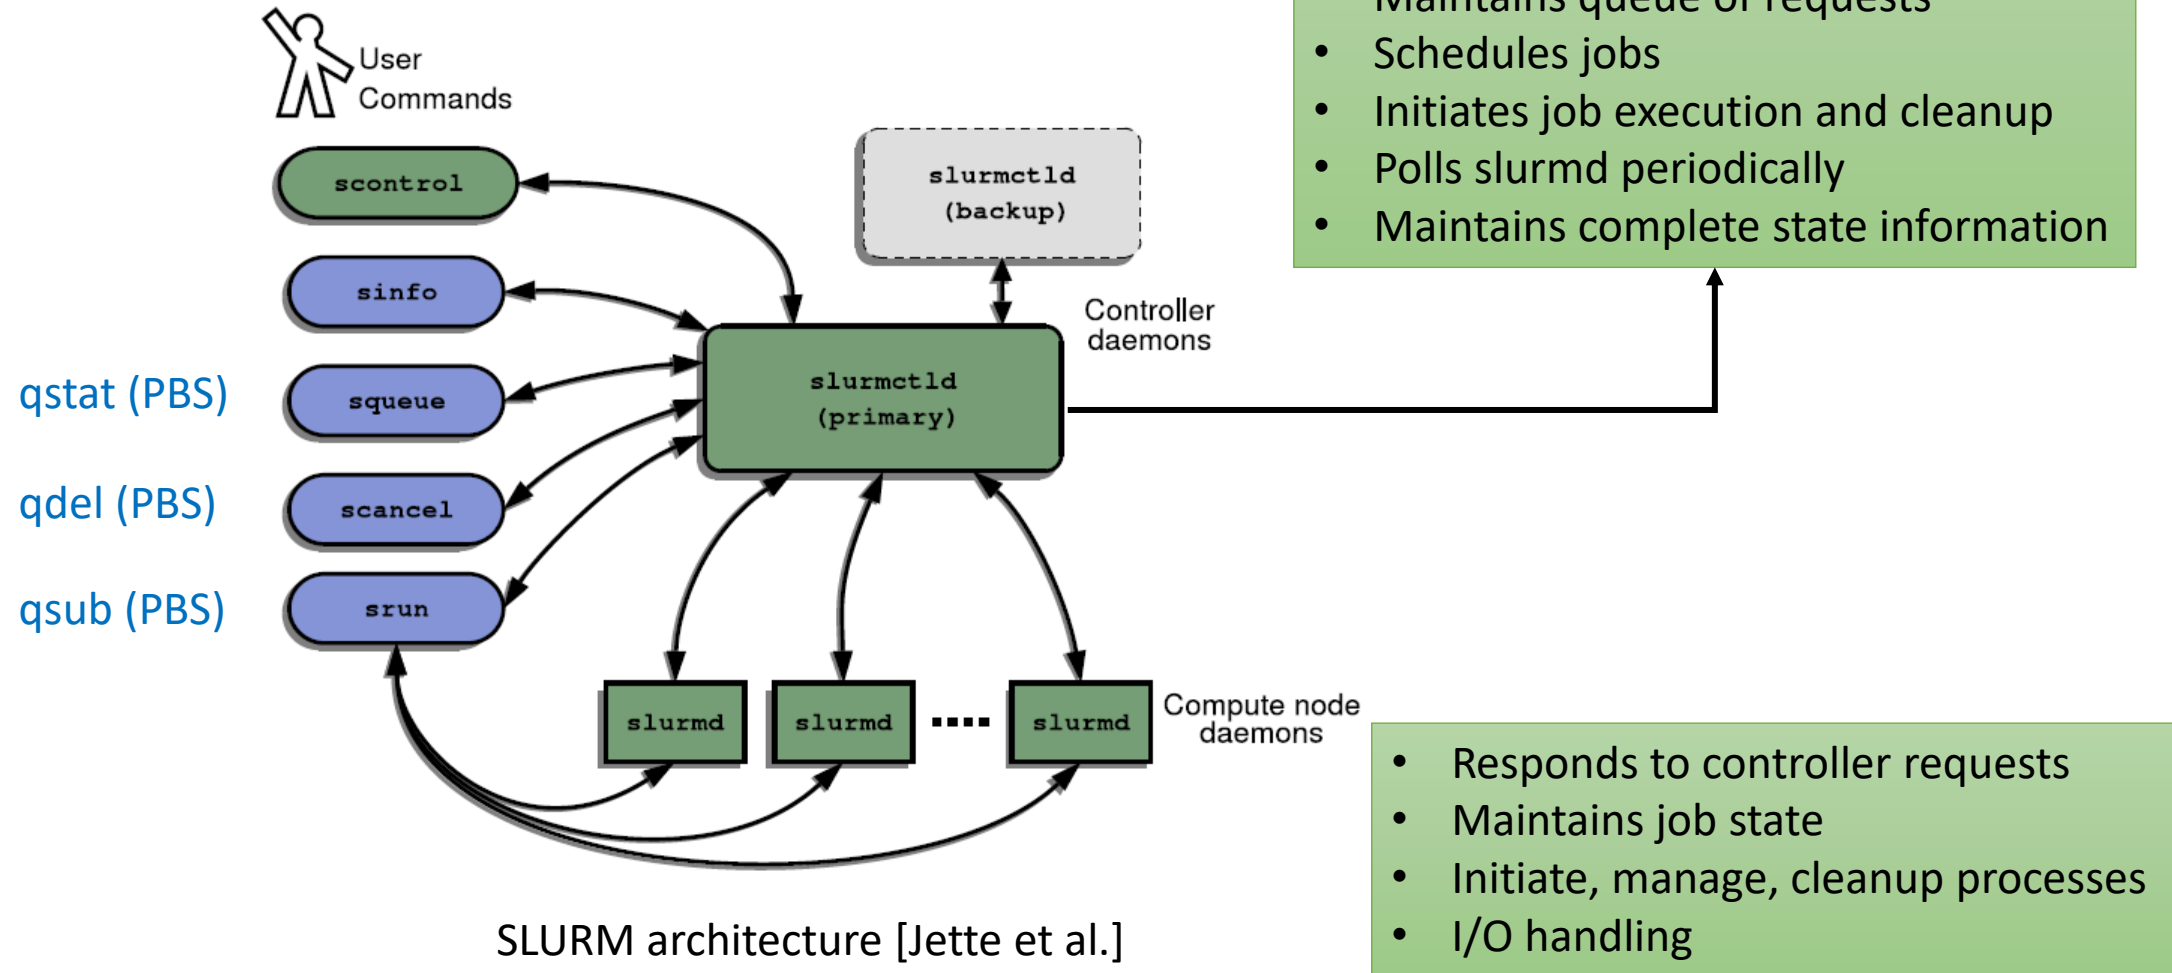 Maintains queue of requests
User
Commands
• Schedules jobs
• Initiates job execution and cleanup
• Polls slurmd periodically
• Maintains complete state information
scontrol
slurmctld
(backup)
sinfo
Controller
daemons
qstat (PBS)
squeue
slurmctld
(primary)
qdel (PBS)
scancel
qsub (PBS)
srun
slurmd
slurmd
slurmd
Compute node
daemons
• Responds to controller requests
• Maintains job state
• Initiate, manage, cleanup processes
• I/O handling
SLURM architecture [Jette et al.]